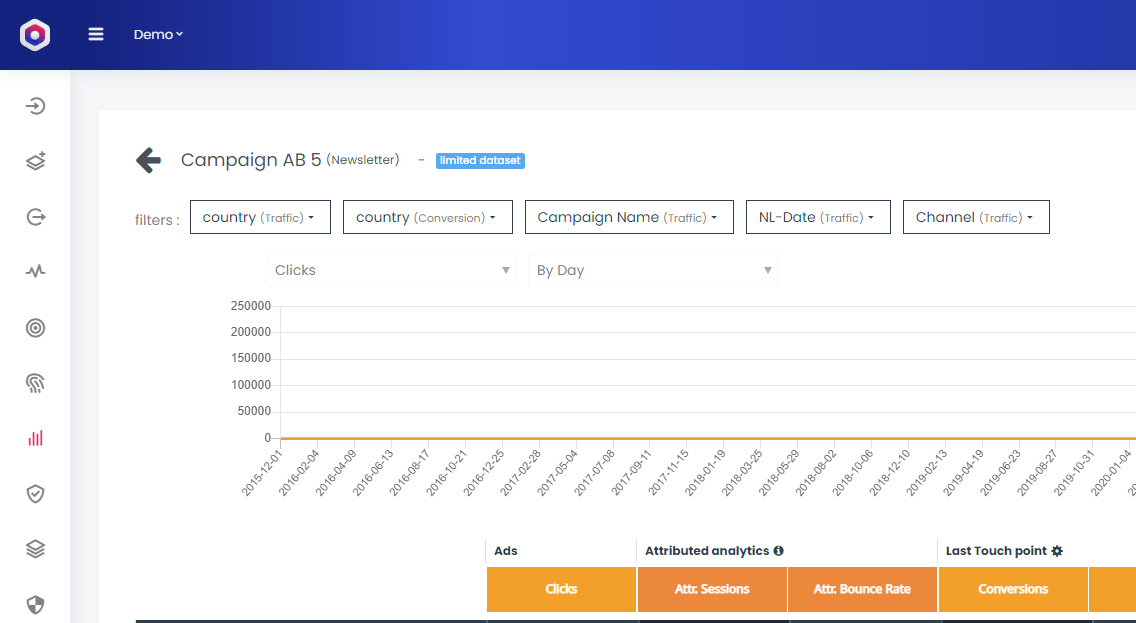 Demo
Campaign AB 5 (Newsletter) - limited dataset
filters : country (Traffic) country (Conversion) Campaign Name (Traffic) NL-Date (Traffic) Channel (Traffic)
Clicks By Day
250000
200000
150000
100000
50000
0
2015-12-01 2016-02-04 2016-04-09 2016-06-13 2016-08-17 2016-10-21 2016-12-25 2017-02-28 2017-05-04 2017-07-08 2017-09-11 2017-11-15 2018-01-19 2018-03-25 2018-05-29 2018-08-02 2018-10-06 2018-12-10 2019-02-13 2019-04-19 2019-06-23 2019-08-27 2019-10-31 2020-01-04
Ads Attributed analytics Last Touch point
Clicks Attr. Sessions Attr. Bounce Rate Conversions